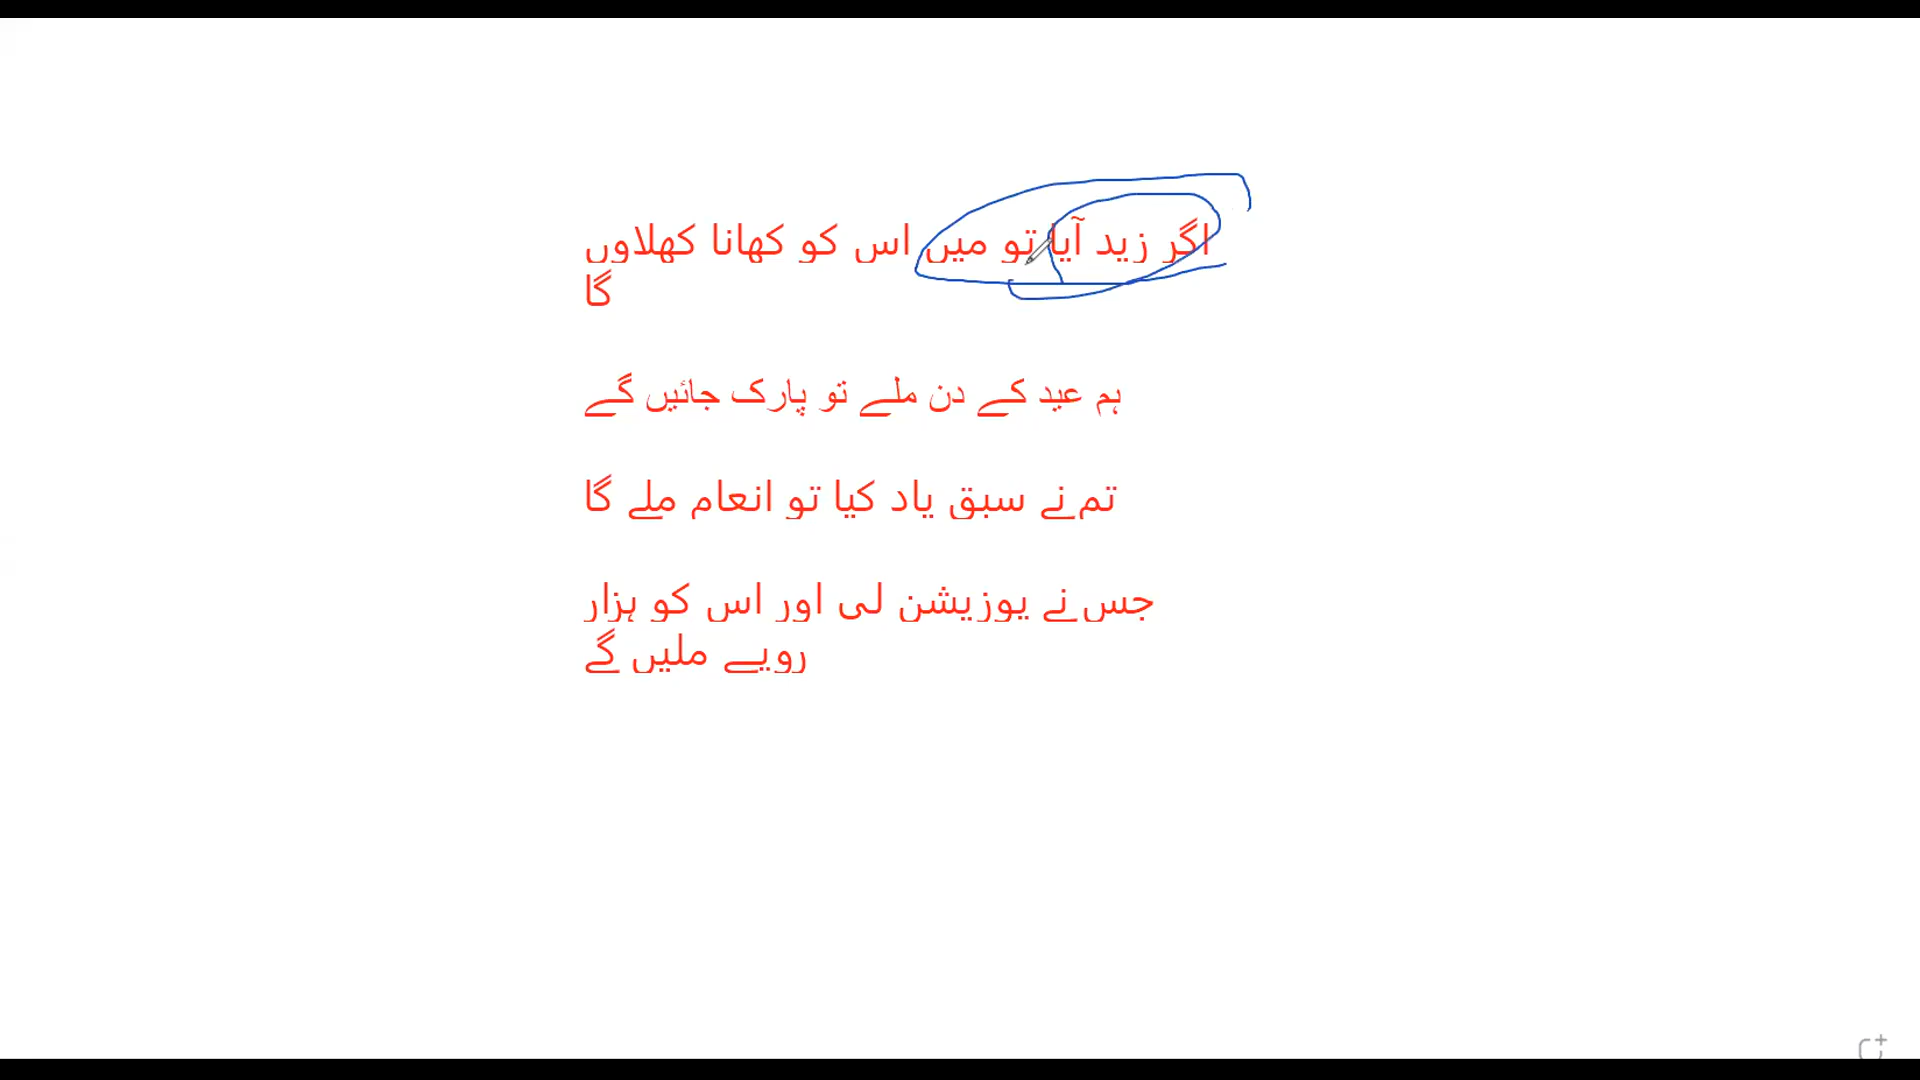 اگر زید آیا تو میں اس کو کھانا کھلاوں
گا
ہم عید کے دن ملے تو پارک جائیں گے
تم نے سبق یاد کیا تو انعام ملے گا
جس نے پوزیشن لی اور اس کو ہزار
روپے ملیں گے